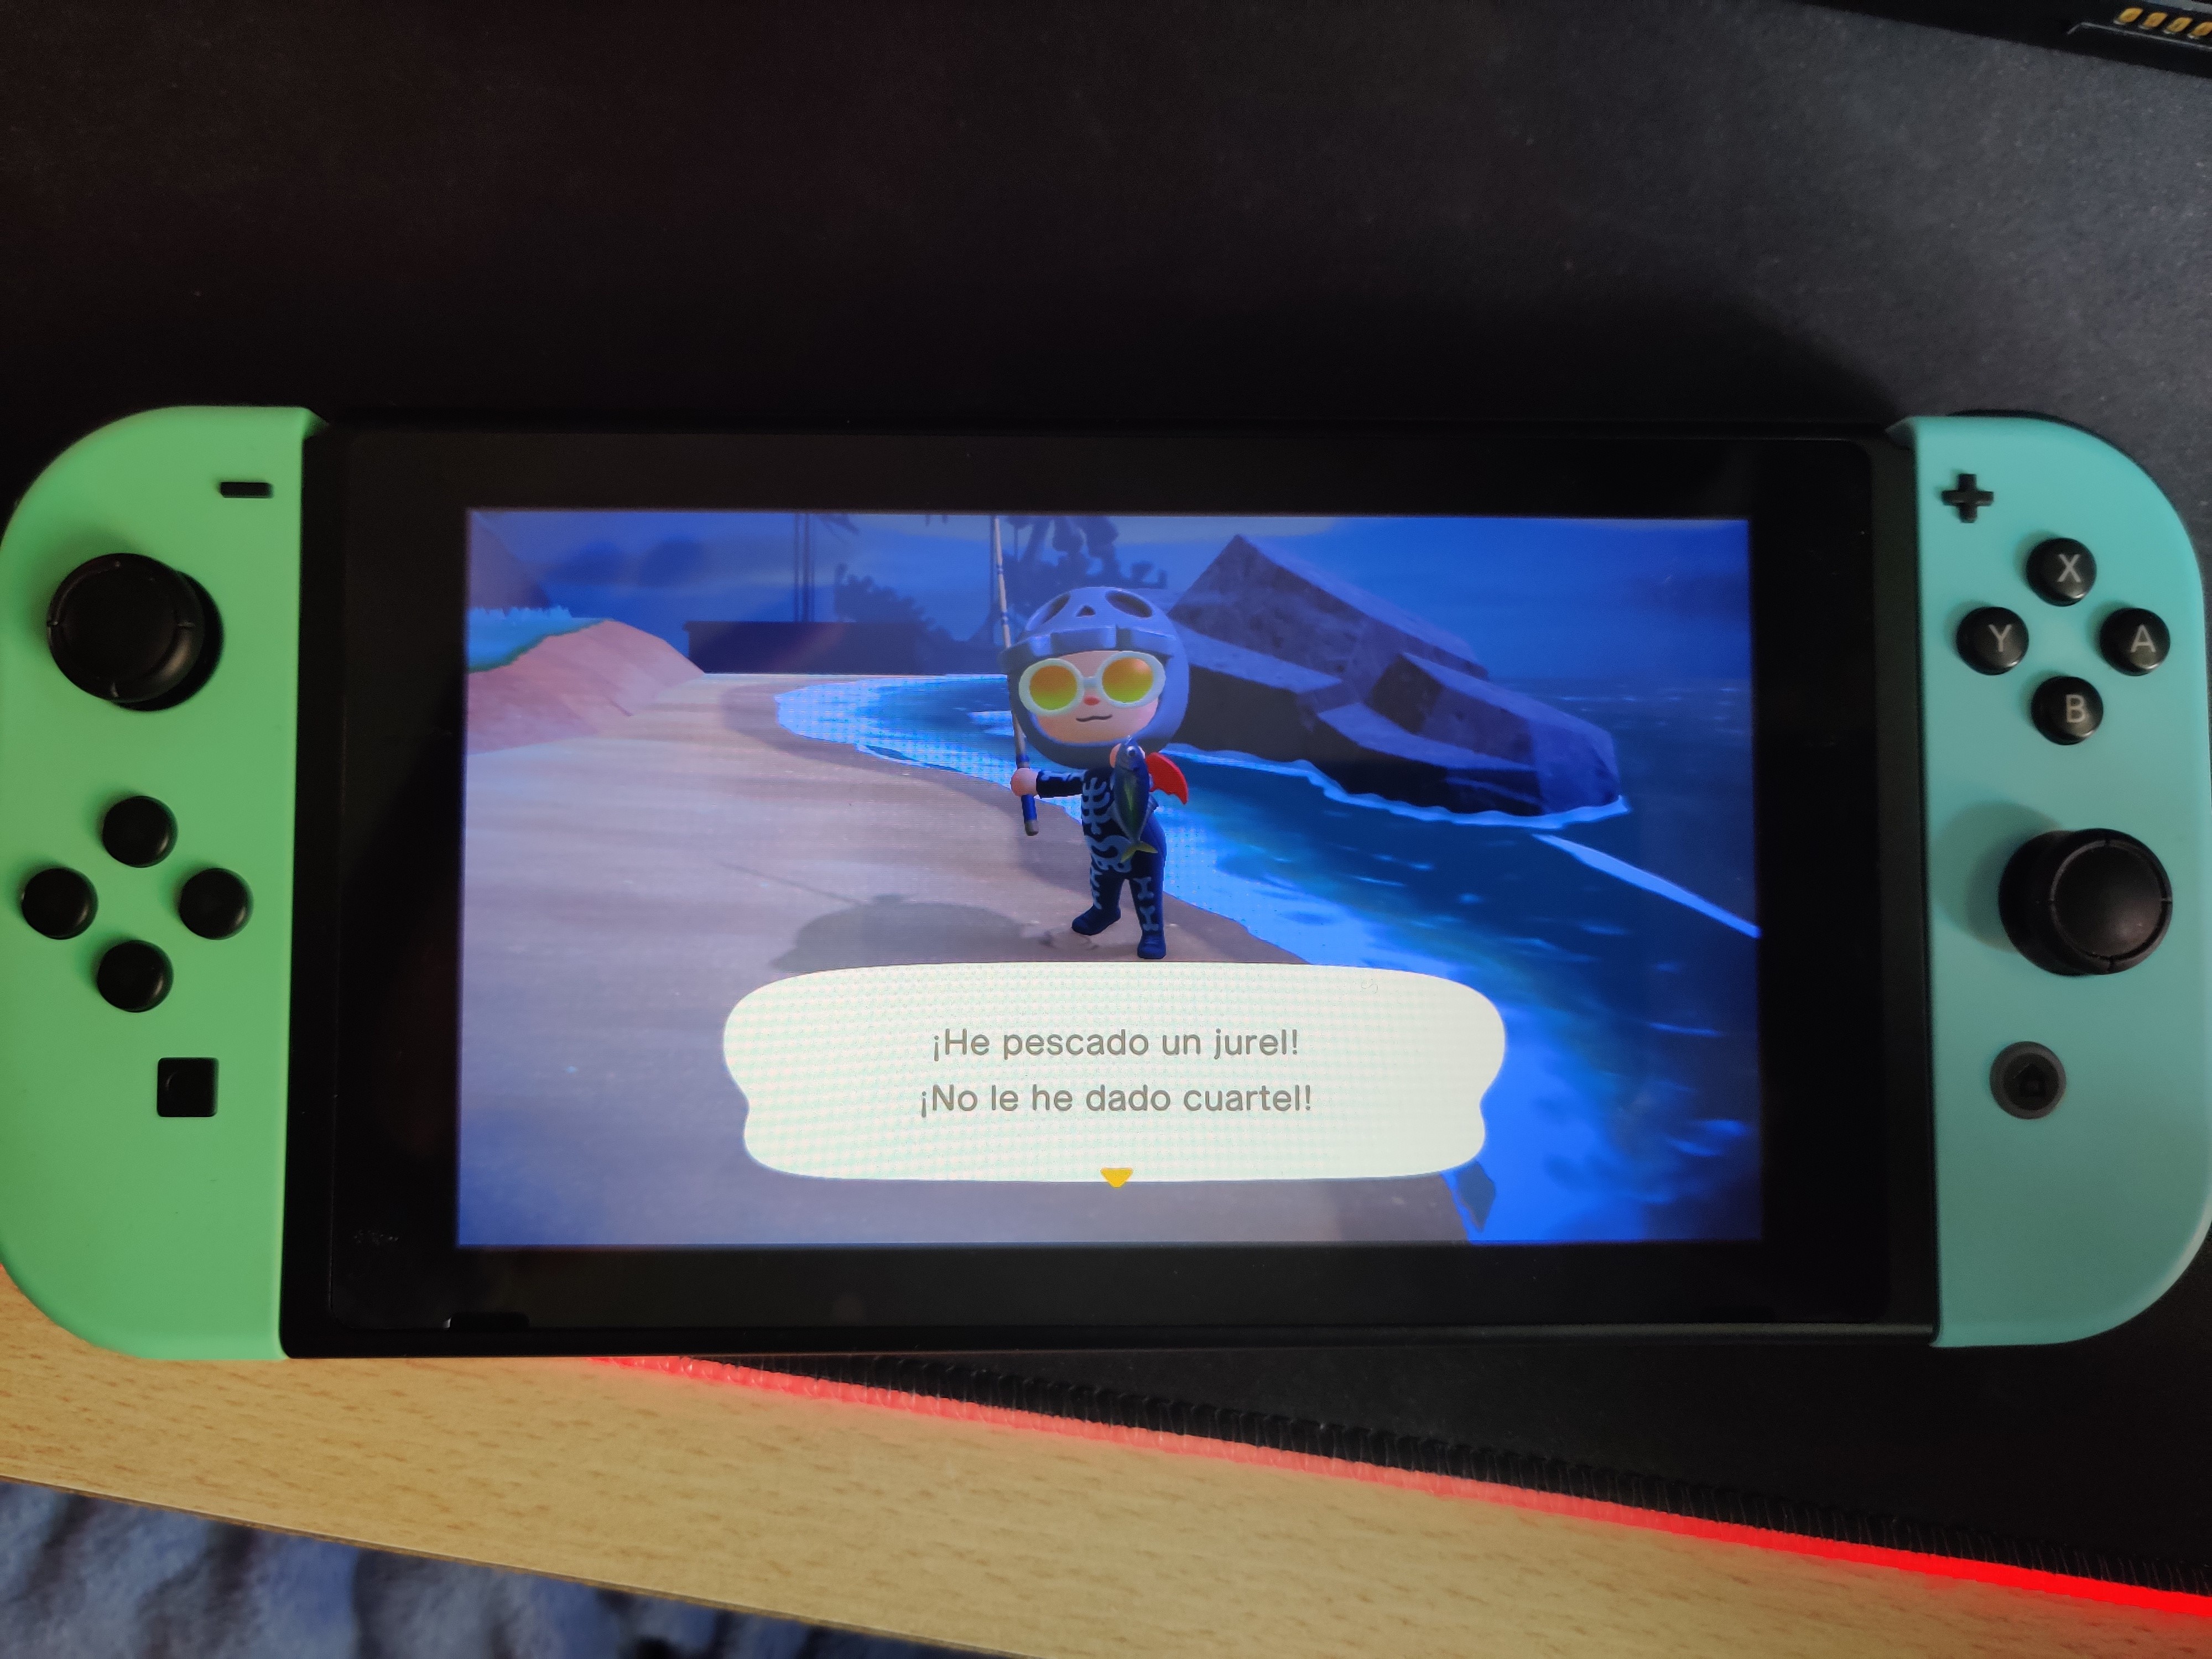 ¡He pescado un jurel!
¡No le he dado cuartel!
X
Y
A
B